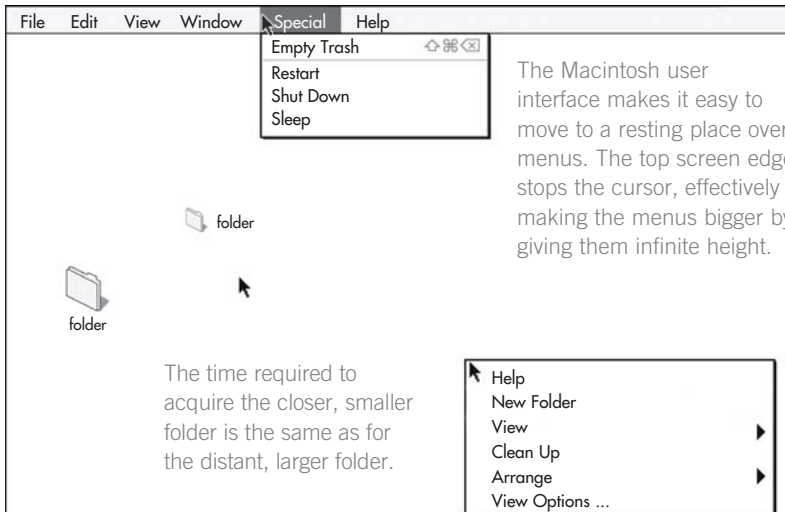 File Edit View Window Special Help
Empty Trash ⇧⌘⌫
Restart
Shut Down
Sleep
The Macintosh user
interface makes it easy to
move to a resting place over
menus. The top screen edge
stops the cursor, effectively
making the menus bigger by
giving them infinite height.
folder
folder
The time required to
acquire the closer, smaller
folder is the same as for
the distant, larger folder.
Help
New Folder
View
Clean Up
Arrange
View Options ...